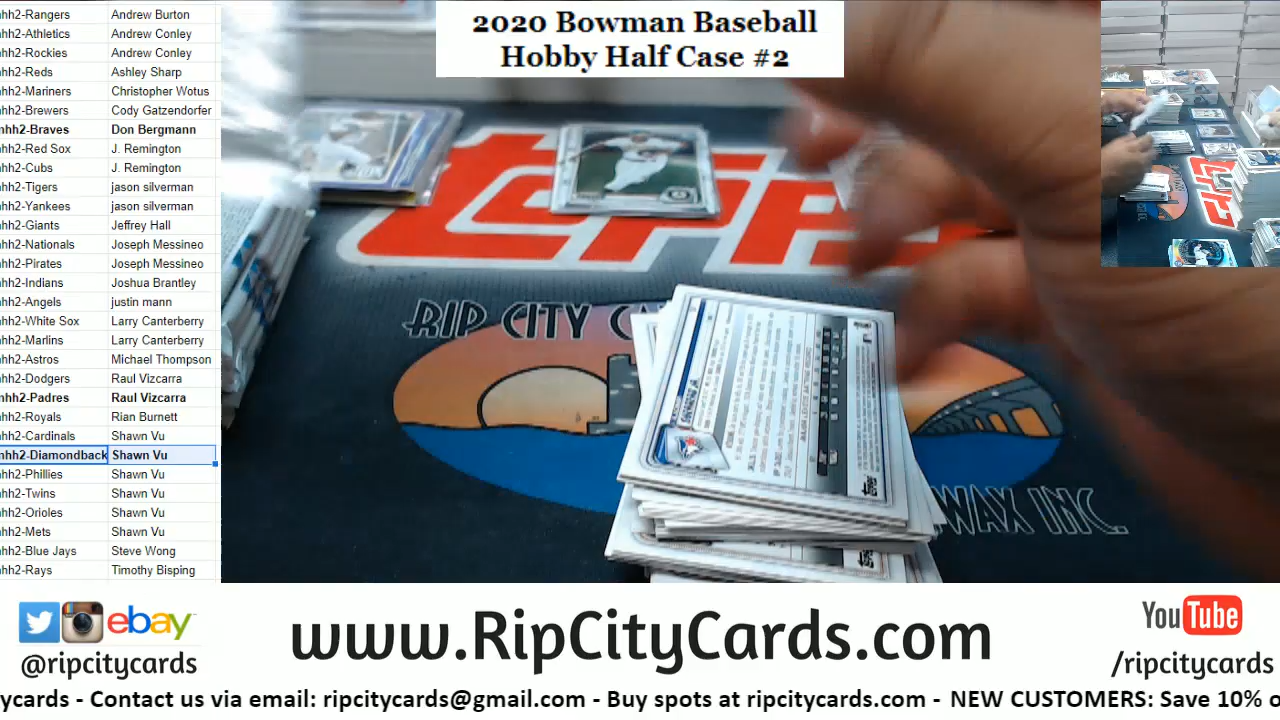 2020 Bowman Baseball
Hobby Half Case #2
hh2-Rangers Andrew Burton
hh2-Athletics Andrew Conley
hh2-Rockies Andrew Conley
hh2-Reds Ashley Sharp
hh2-Mariners Christopher Wotus
hh2-Brewers Cody Gatzendorfer
hh2-Braves Don Bergmann
hh2-Red Sox J. Remington
hh2-Cubs J. Remington
hh2-Tigers jason silverman
hh2-Yankees jason silverman
hh2-Giants Jeffrey Hall
hh2-Nationals Joseph Messineo
hh2-Pirates Joseph Messineo
hh2-Indians Joshua Brantley
hh2-Angels justin mann
hh2-White Sox Larry Canterberry
hh2-Marlins Larry Canterberry
hh2-Astros Michael Thompson
hh2-Dodgers Raul Vizcarra
hh2-Padres Raul Vizcarra
hh2-Royals Rian Burnett
hh2-Cardinals Shawn Vu
hh2-Diamondback Shawn Vu
hh2-Phillies Shawn Vu
hh2-Twins Shawn Vu
hh2-Orioles Shawn Vu
hh2-Mets Shawn Vu
hh2-Blue Jays Steve Wong
hh2-Rays Timothy Bisping
RIP CITY
WAX INC.
topps
ebay
@ripcitycards
www.RipCityCards.com
YouTube
/ripcitycards
ycards - Contact us via email: ripcitycards@gmail.com - Buy spots at ripcitycards.com - NEW CUSTOMERS: Save 10% o